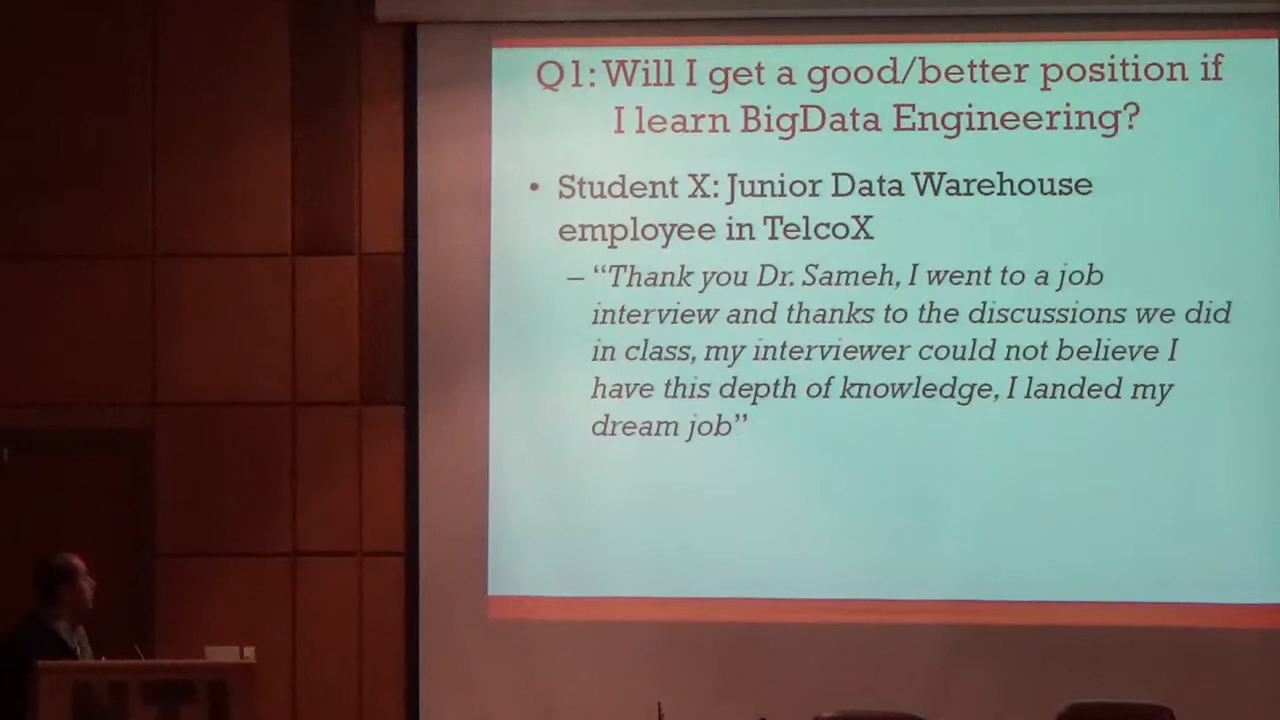 Q1: Will I get a good/better position if
I learn BigData Engineering?
• Student X: Junior Data Warehouse
employee in TelcoX
– “Thank you Dr. Sameh, I went to a job
interview and thanks to the discussions we did
in class, my interviewer could not believe I
have this depth of knowledge, I landed my
dream job”